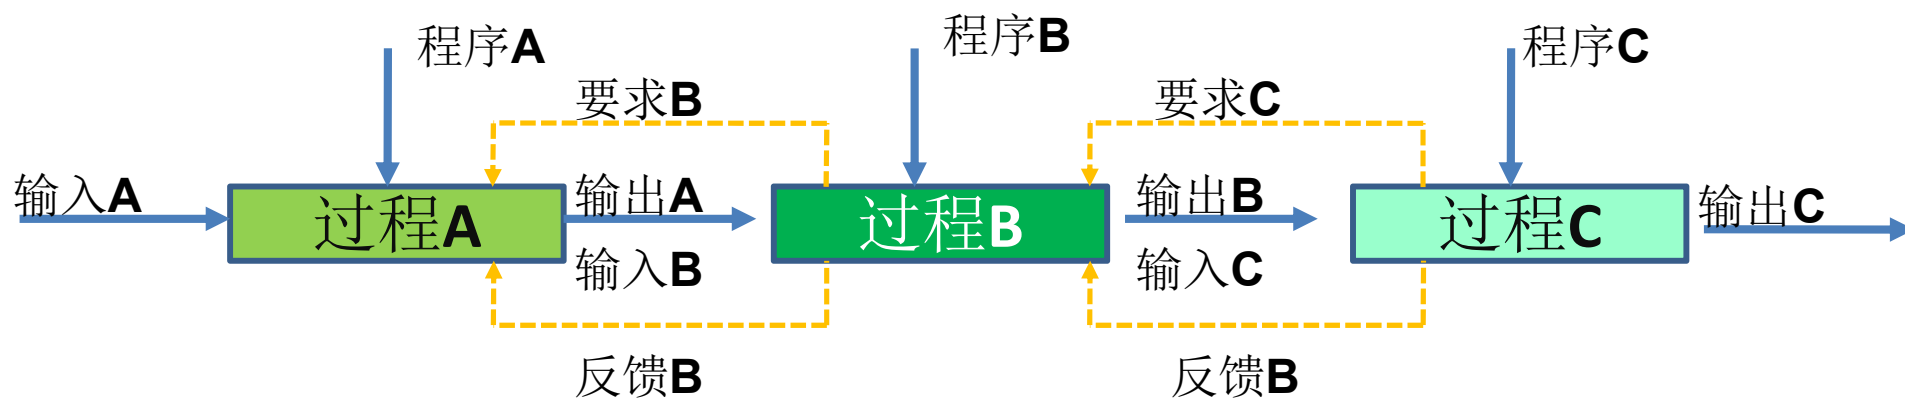 程序A
程序B
程序C
要求B
要求C
输入A
过程A
输出A
输入B
过程B
输出B
输入C
过程C
输出C
反馈B
反馈B